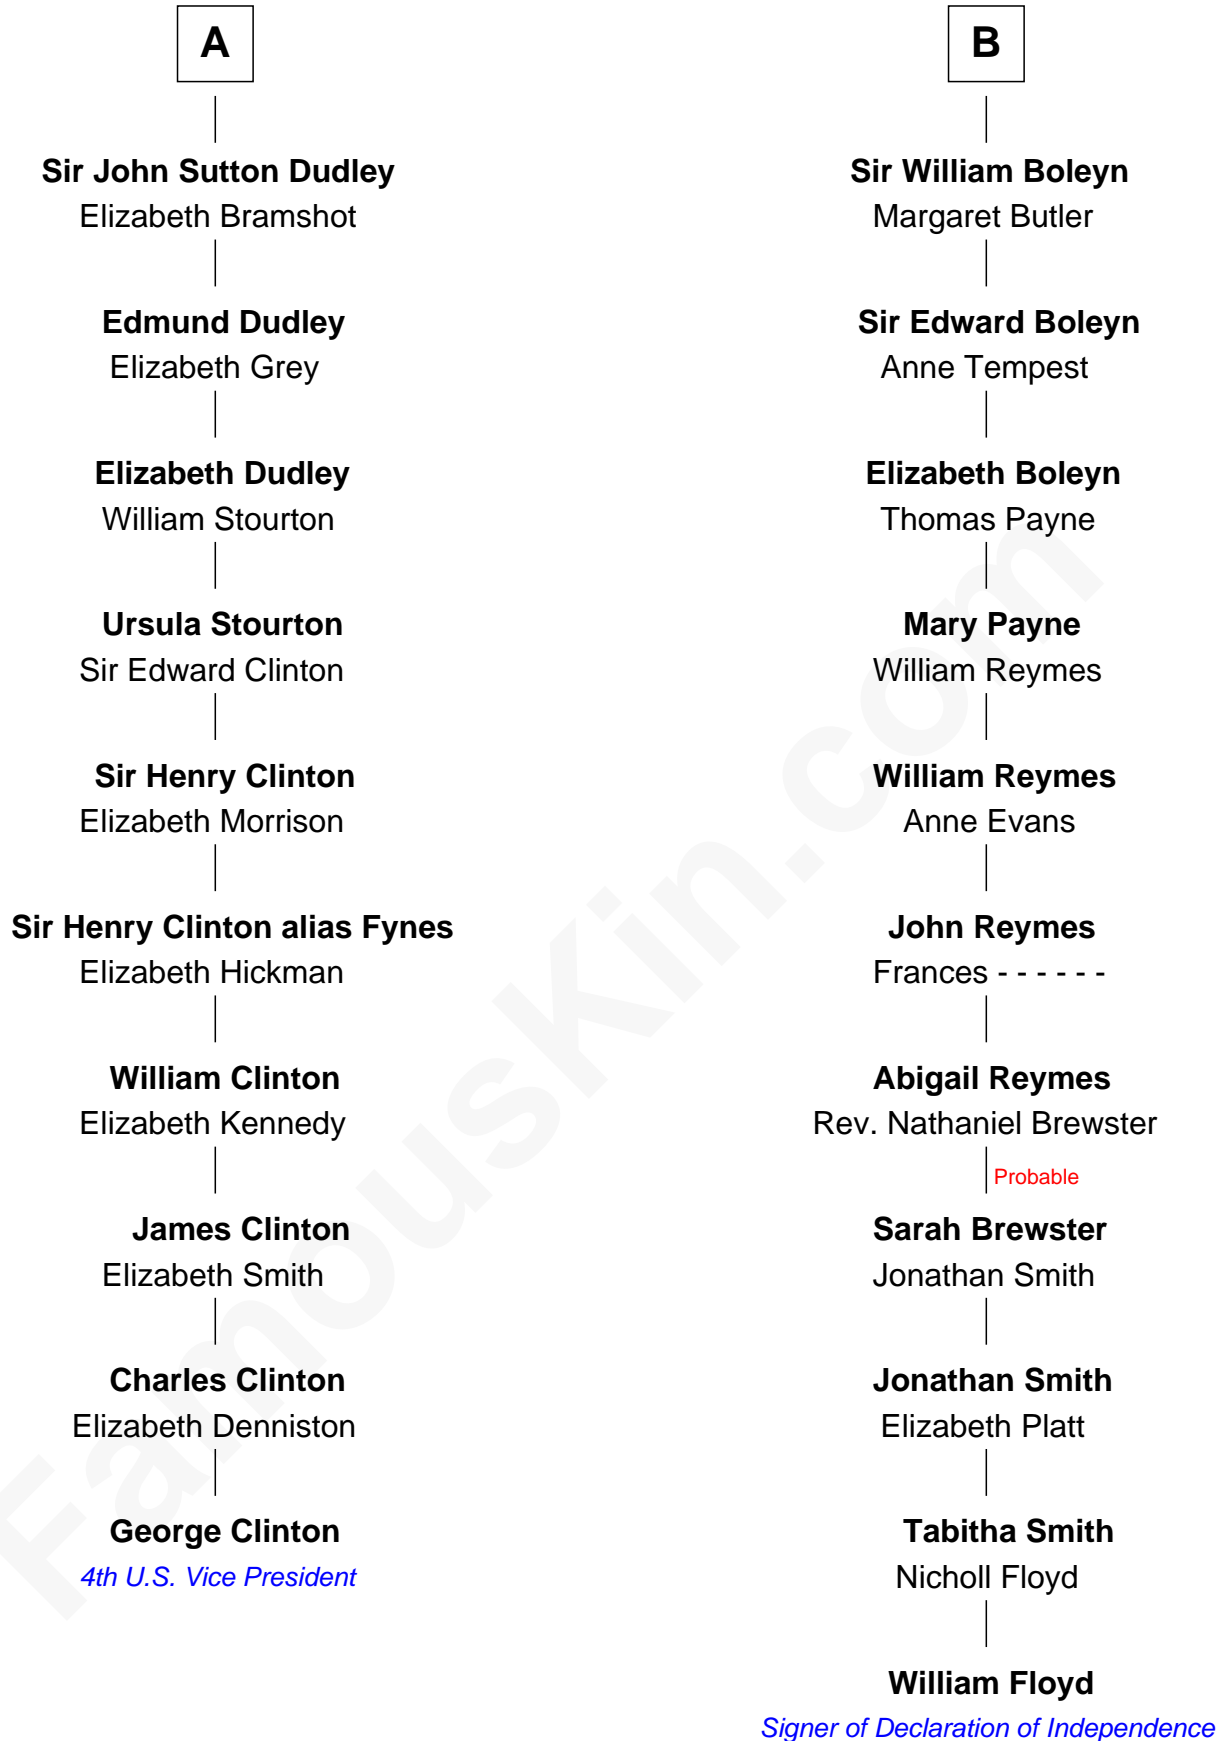 A
Sir John Sutton Dudley
Elizabeth Bramshot
Edmund Dudley
Elizabeth Grey
Elizabeth Dudley
William Stourton
Ursula Stourton
Sir Edward Clinton
Sir Henry Clinton
Elizabeth Morrison
Sir Henry Clinton alias Fynes
Elizabeth Hickman
William Clinton
Elizabeth Kennedy
James Clinton
Elizabeth Smith
Charles Clinton
Elizabeth Denniston
George Clinton
4th U.S. Vice President
B
Sir William Boleyn
Margaret Butler
Sir Edward Boleyn
Anne Tempest
Elizabeth Boleyn
Thomas Payne
Mary Payne
William Reymes
William Reymes
Anne Evans
John Reymes
Frances - - - - - -
Abigail Reymes
Rev. Nathaniel Brewster
Probable
Sarah Brewster
Jonathan Smith
Jonathan Smith
Elizabeth Platt
Tabitha Smith
Nicholl Floyd
William Floyd
Signer of Declaration of Independence
FamousKin.com